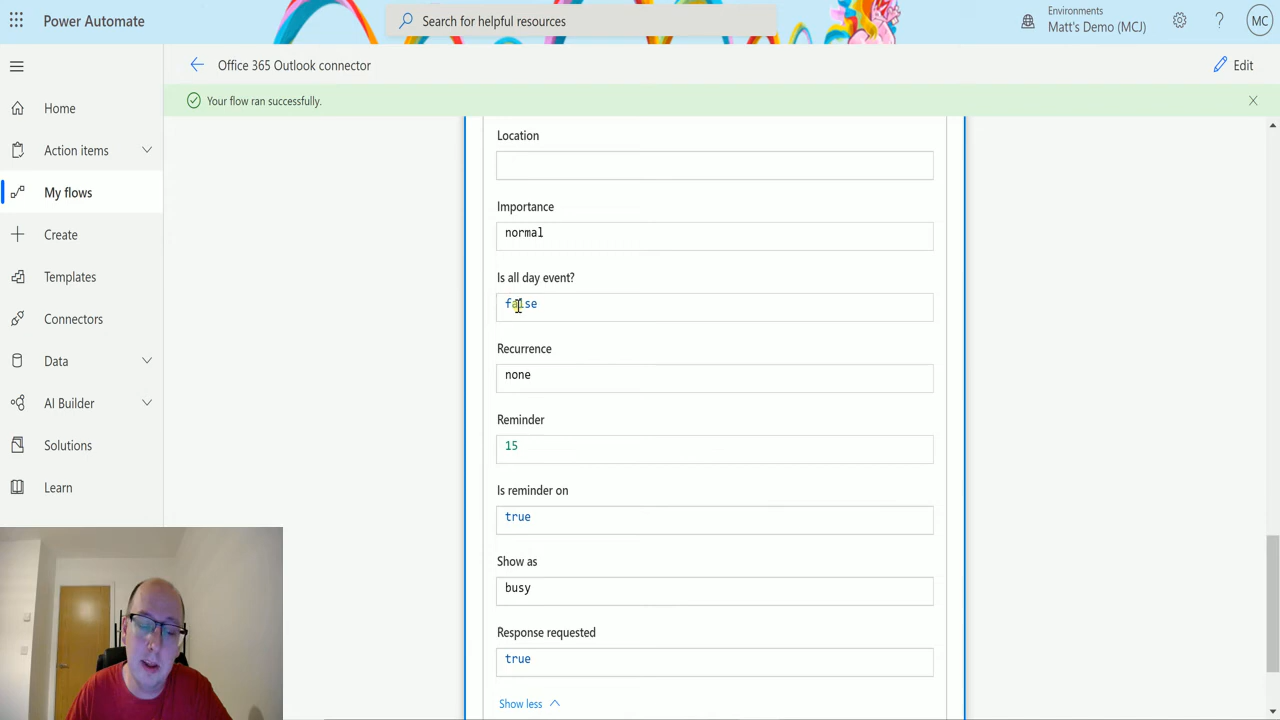 Power Automate
Search for helpful resources
Environments
Matt's Demo (MCJ)
?
MC
Office 365 Outlook connector
Edit
Your flow ran successfully.
Home
Action items
My flows
Create
Templates
Connectors
Data
AI Builder
Solutions
Learn
Location
Importance
normal
Is all day event?
false
Recurrence
none
Reminder
15
Is reminder on
true
Show as
busy
Response requested
true
Show less